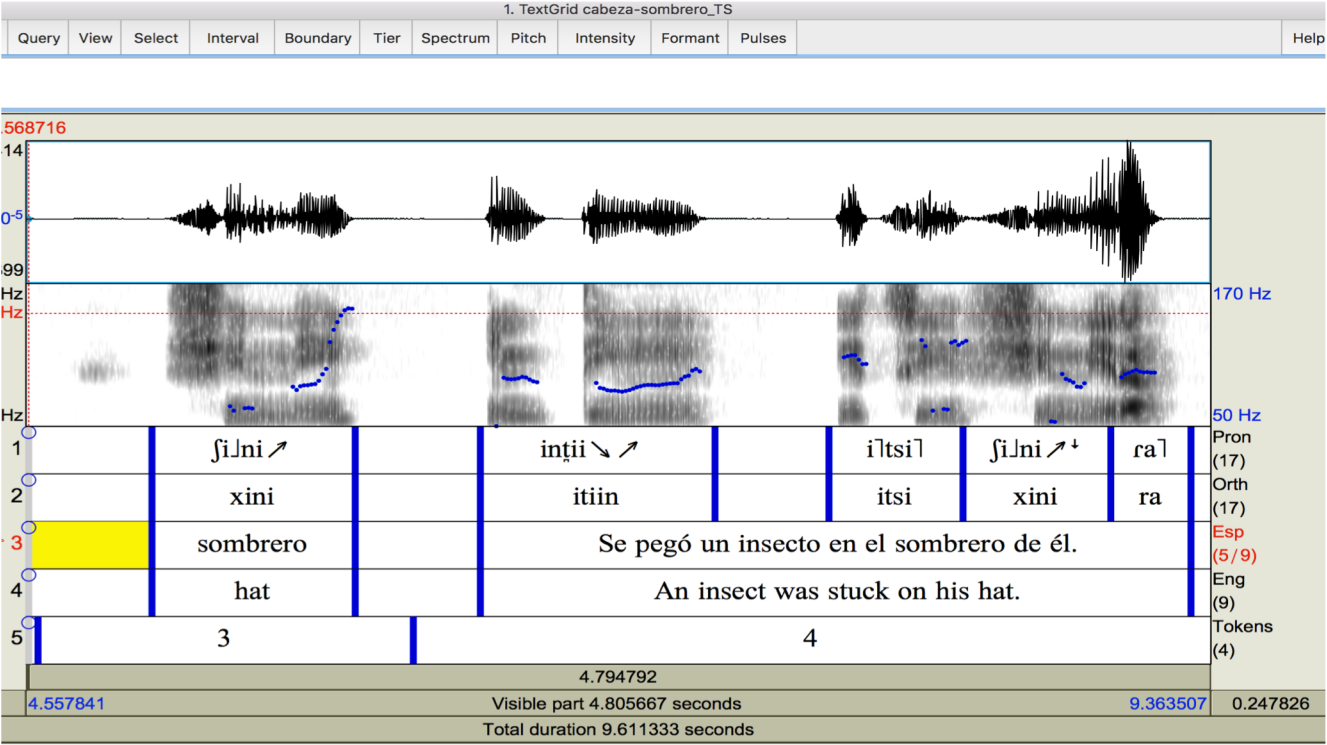 1. TextGrid cabeza-sombrero_TS
Query View Select Interval Boundary Tier Spectrum Pitch Intensity Formant Pulses Help
.568716
.14
0-5
599
Hz
Hz
170 Hz
Hz
50 Hz
1 ʃi˩ni ↗ in̪t̪ii ↘ ↗ i˥tsi˥ ʃi˩ni ↗ ꜜ ɾa˥ Pron (17)
2 xini itiin itsi xini ra Orth (17)
3 sombrero Se pegó un insecto en el sombrero de él. Esp (5/9)
4 hat An insect was stuck on his hat. Eng (9)
5 3 4 Tokens (4)
4.794792
4.557841 Visible part 4.805667 seconds 9.363507 0.247826
Total duration 9.611333 seconds